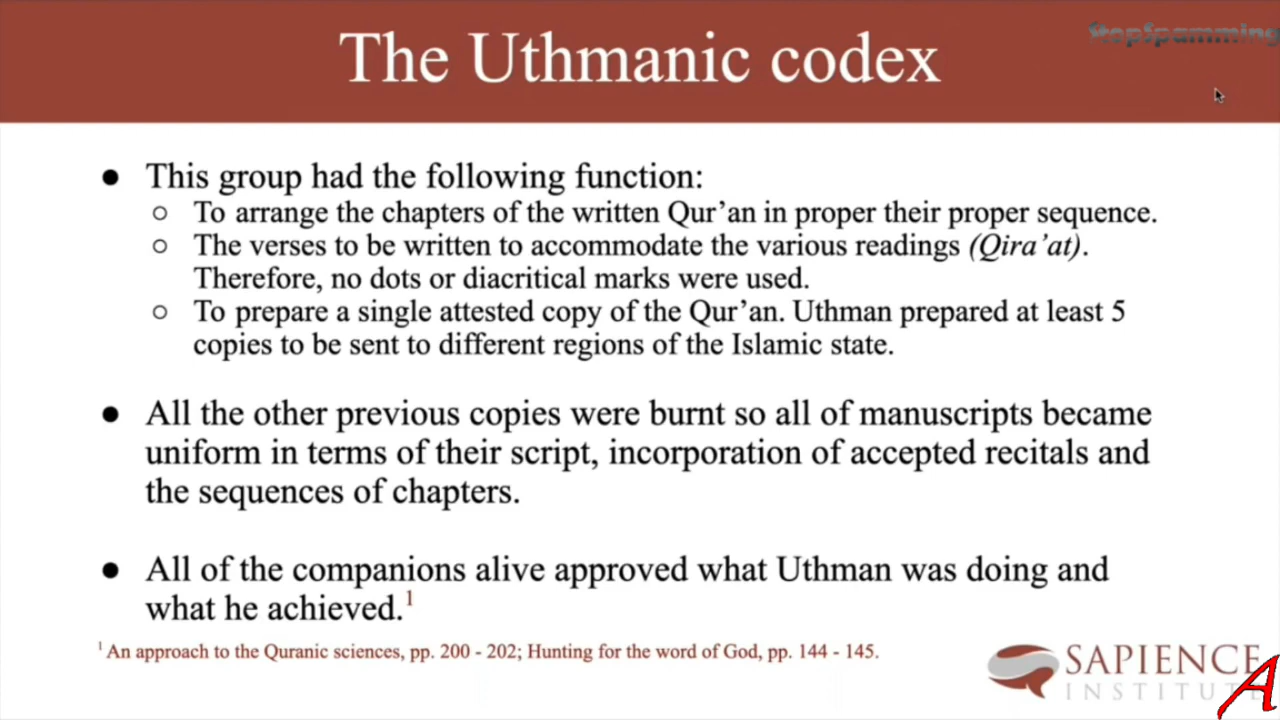 The Uthmanic codex
StopSpamming
● This group had the following function:
○ To arrange the chapters of the written Qur’an in proper their proper sequence.
○ The verses to be written to accommodate the various readings (Qira’at).
Therefore, no dots or diacritical marks were used.
○ To prepare a single attested copy of the Qur’an. Uthman prepared at least 5
copies to be sent to different regions of the Islamic state.
● All the other previous copies were burnt so all of manuscripts became
uniform in terms of their script, incorporation of accepted recitals and
the sequences of chapters.
● All of the companions alive approved what Uthman was doing and
what he achieved.¹
¹ An approach to the Quranic sciences, pp. 200 - 202; Hunting for the word of God, pp. 144 - 145.
SAPIENCE
INSTITUTE
A